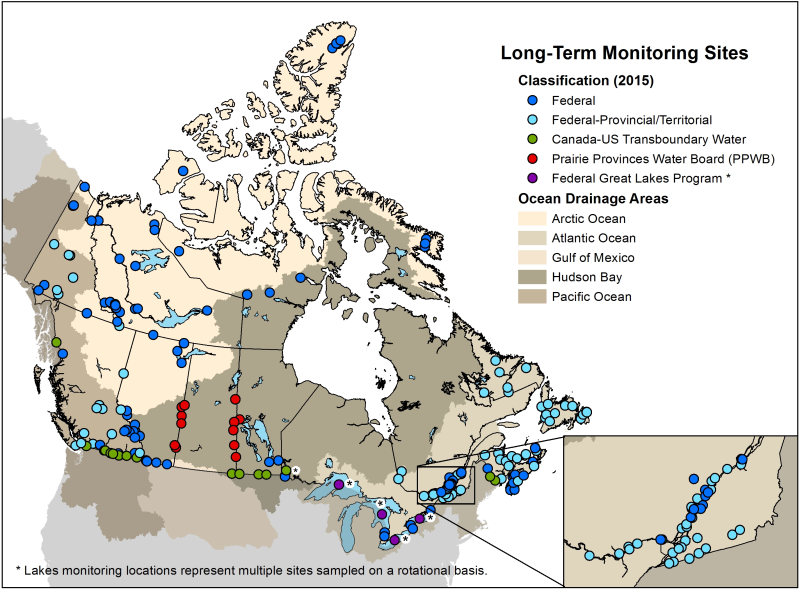 Long-Term Monitoring Sites
Classification (2015)
Federal
Federal-Provincial/Territorial
Canada-US Transboundary Water
Prairie Provinces Water Board (PPWB)
Federal Great Lakes Program *
Ocean Drainage Areas
Arctic Ocean
Atlantic Ocean
Gulf of Mexico
Hudson Bay
Pacific Ocean
*
*
*
*
*
* Lakes monitoring locations represent multiple sites sampled on a rotational basis.